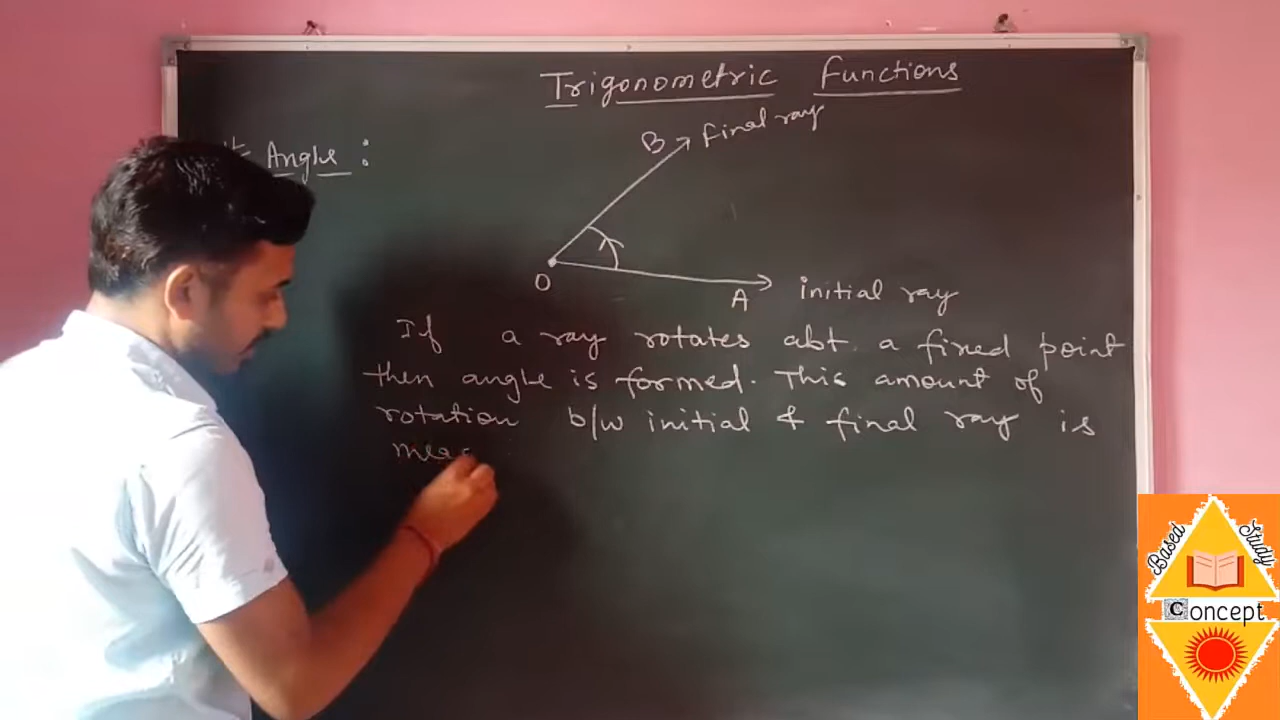 Trigonometric Functions
Angle :
B Final ray
O
A initial ray
If a ray rotates abt. a fixed point
then angle is formed. This amount of
rotation b/w initial & final ray is
meas
Based Study
Concept